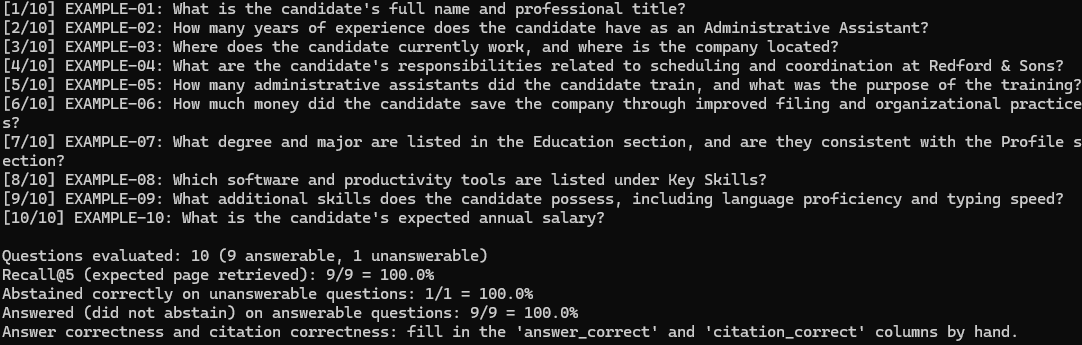 [1/10] EXAMPLE-01: What is the candidate's full name and professional title?
[2/10] EXAMPLE-02: How many years of experience does the candidate have as an Administrative Assistant?
[3/10] EXAMPLE-03: Where does the candidate currently work, and where is the company located?
[4/10] EXAMPLE-04: What are the candidate's responsibilities related to scheduling and coordination at Redford & Sons?
[5/10] EXAMPLE-05: How many administrative assistants did the candidate train, and what was the purpose of the training?
[6/10] EXAMPLE-06: How much money did the candidate save the company through improved filing and organizational practice
s?
[7/10] EXAMPLE-07: What degree and major are listed in the Education section, and are they consistent with the Profile s
ection?
[8/10] EXAMPLE-08: Which software and productivity tools are listed under Key Skills?
[9/10] EXAMPLE-09: What additional skills does the candidate possess, including language proficiency and typing speed?
[10/10] EXAMPLE-10: What is the candidate's expected annual salary?

Questions evaluated: 10 (9 answerable, 1 unanswerable)
Recall@5 (expected page retrieved): 9/9 = 100.0%
Abstained correctly on unanswerable questions: 1/1 = 100.0%
Answered (did not abstain) on answerable questions: 9/9 = 100.0%
Answer correctness and citation correctness: fill in the 'answer_correct' and 'citation_correct' columns by hand.